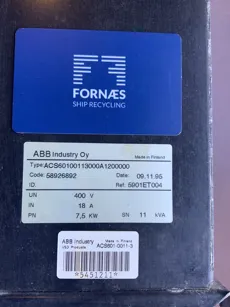 FORNÆS
SHIP RECYCLING
ABB Industry Oy
Made in Finland
Type: ACS60100113000A1200000
Code: 58926892 Date: 09.11.95
ID: Ref: 5901ET004
UN 400 V
IN 18 A
PN 7,5 KW SN 11 kVA
ABB Industry Made in Finland
VSD Products ACS601-0011-3
*5451211*